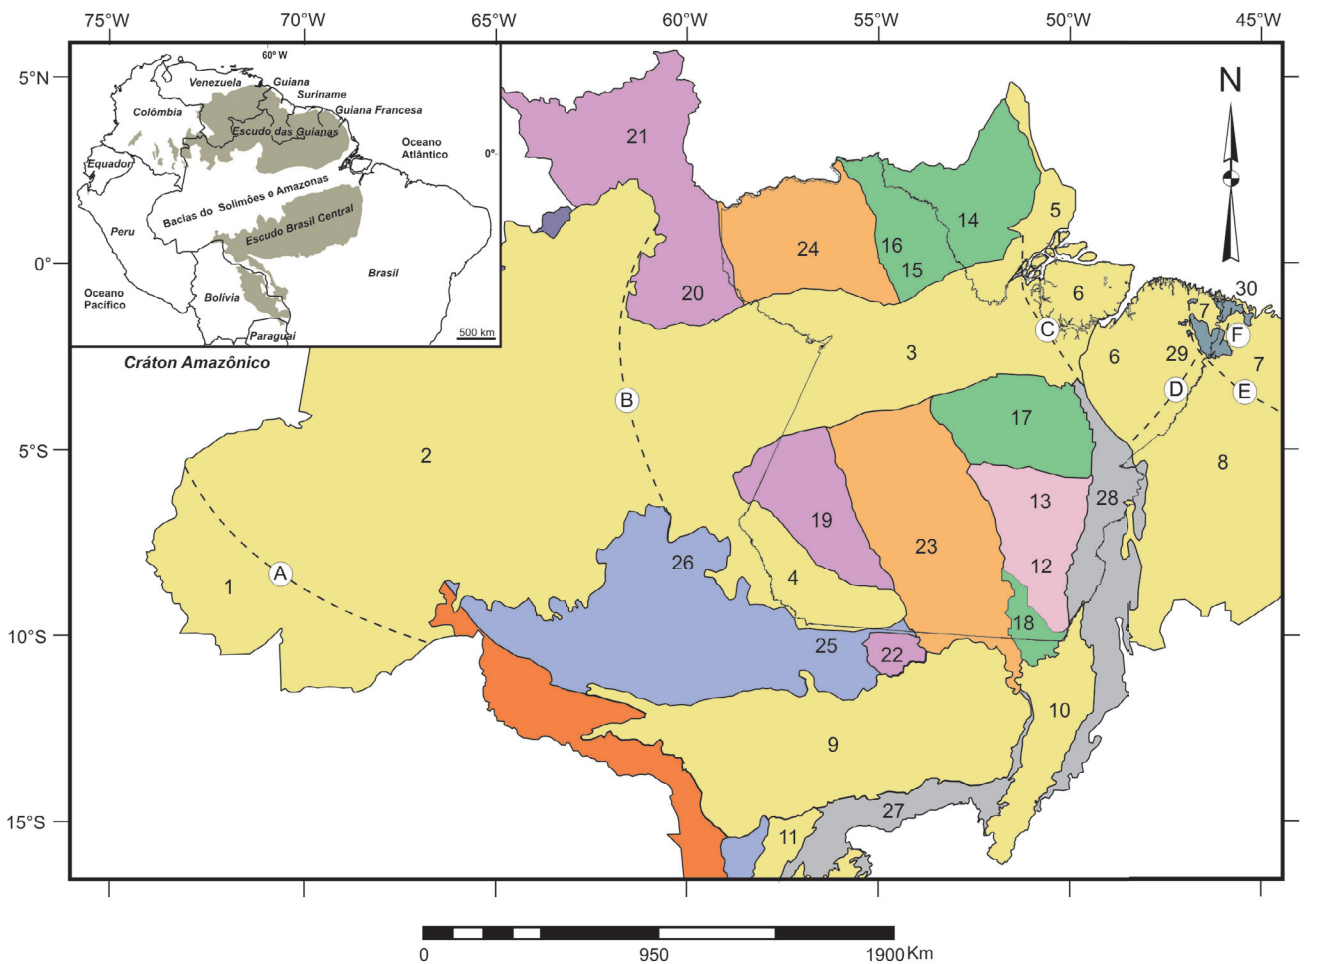 75°W 70°W 65°W 60°W 55°W 50°W 45°W
5°N
0°
5°S
10°S
15°S
60° W
Venezuela
Guiana
Suriname
Guiana Francesa
Colômbia
Escudo das Guianas
Oceano
Atlântico
0°
Equador
Bacias do Solimões e Amazonas
Peru
Escudo Brasil Central
Brasil
Oceano
Pacífico
Bolívia
Paraguai
500 km
Cráton Amazônico
N
21
5
14
16
24
15
20
6
30
7
C
F
3
6
29
7
D
E
B
17
2
8
13
28
19
23
26
12
4
A
1
18
25
22
10
9
27
11
0 950 1900 Km